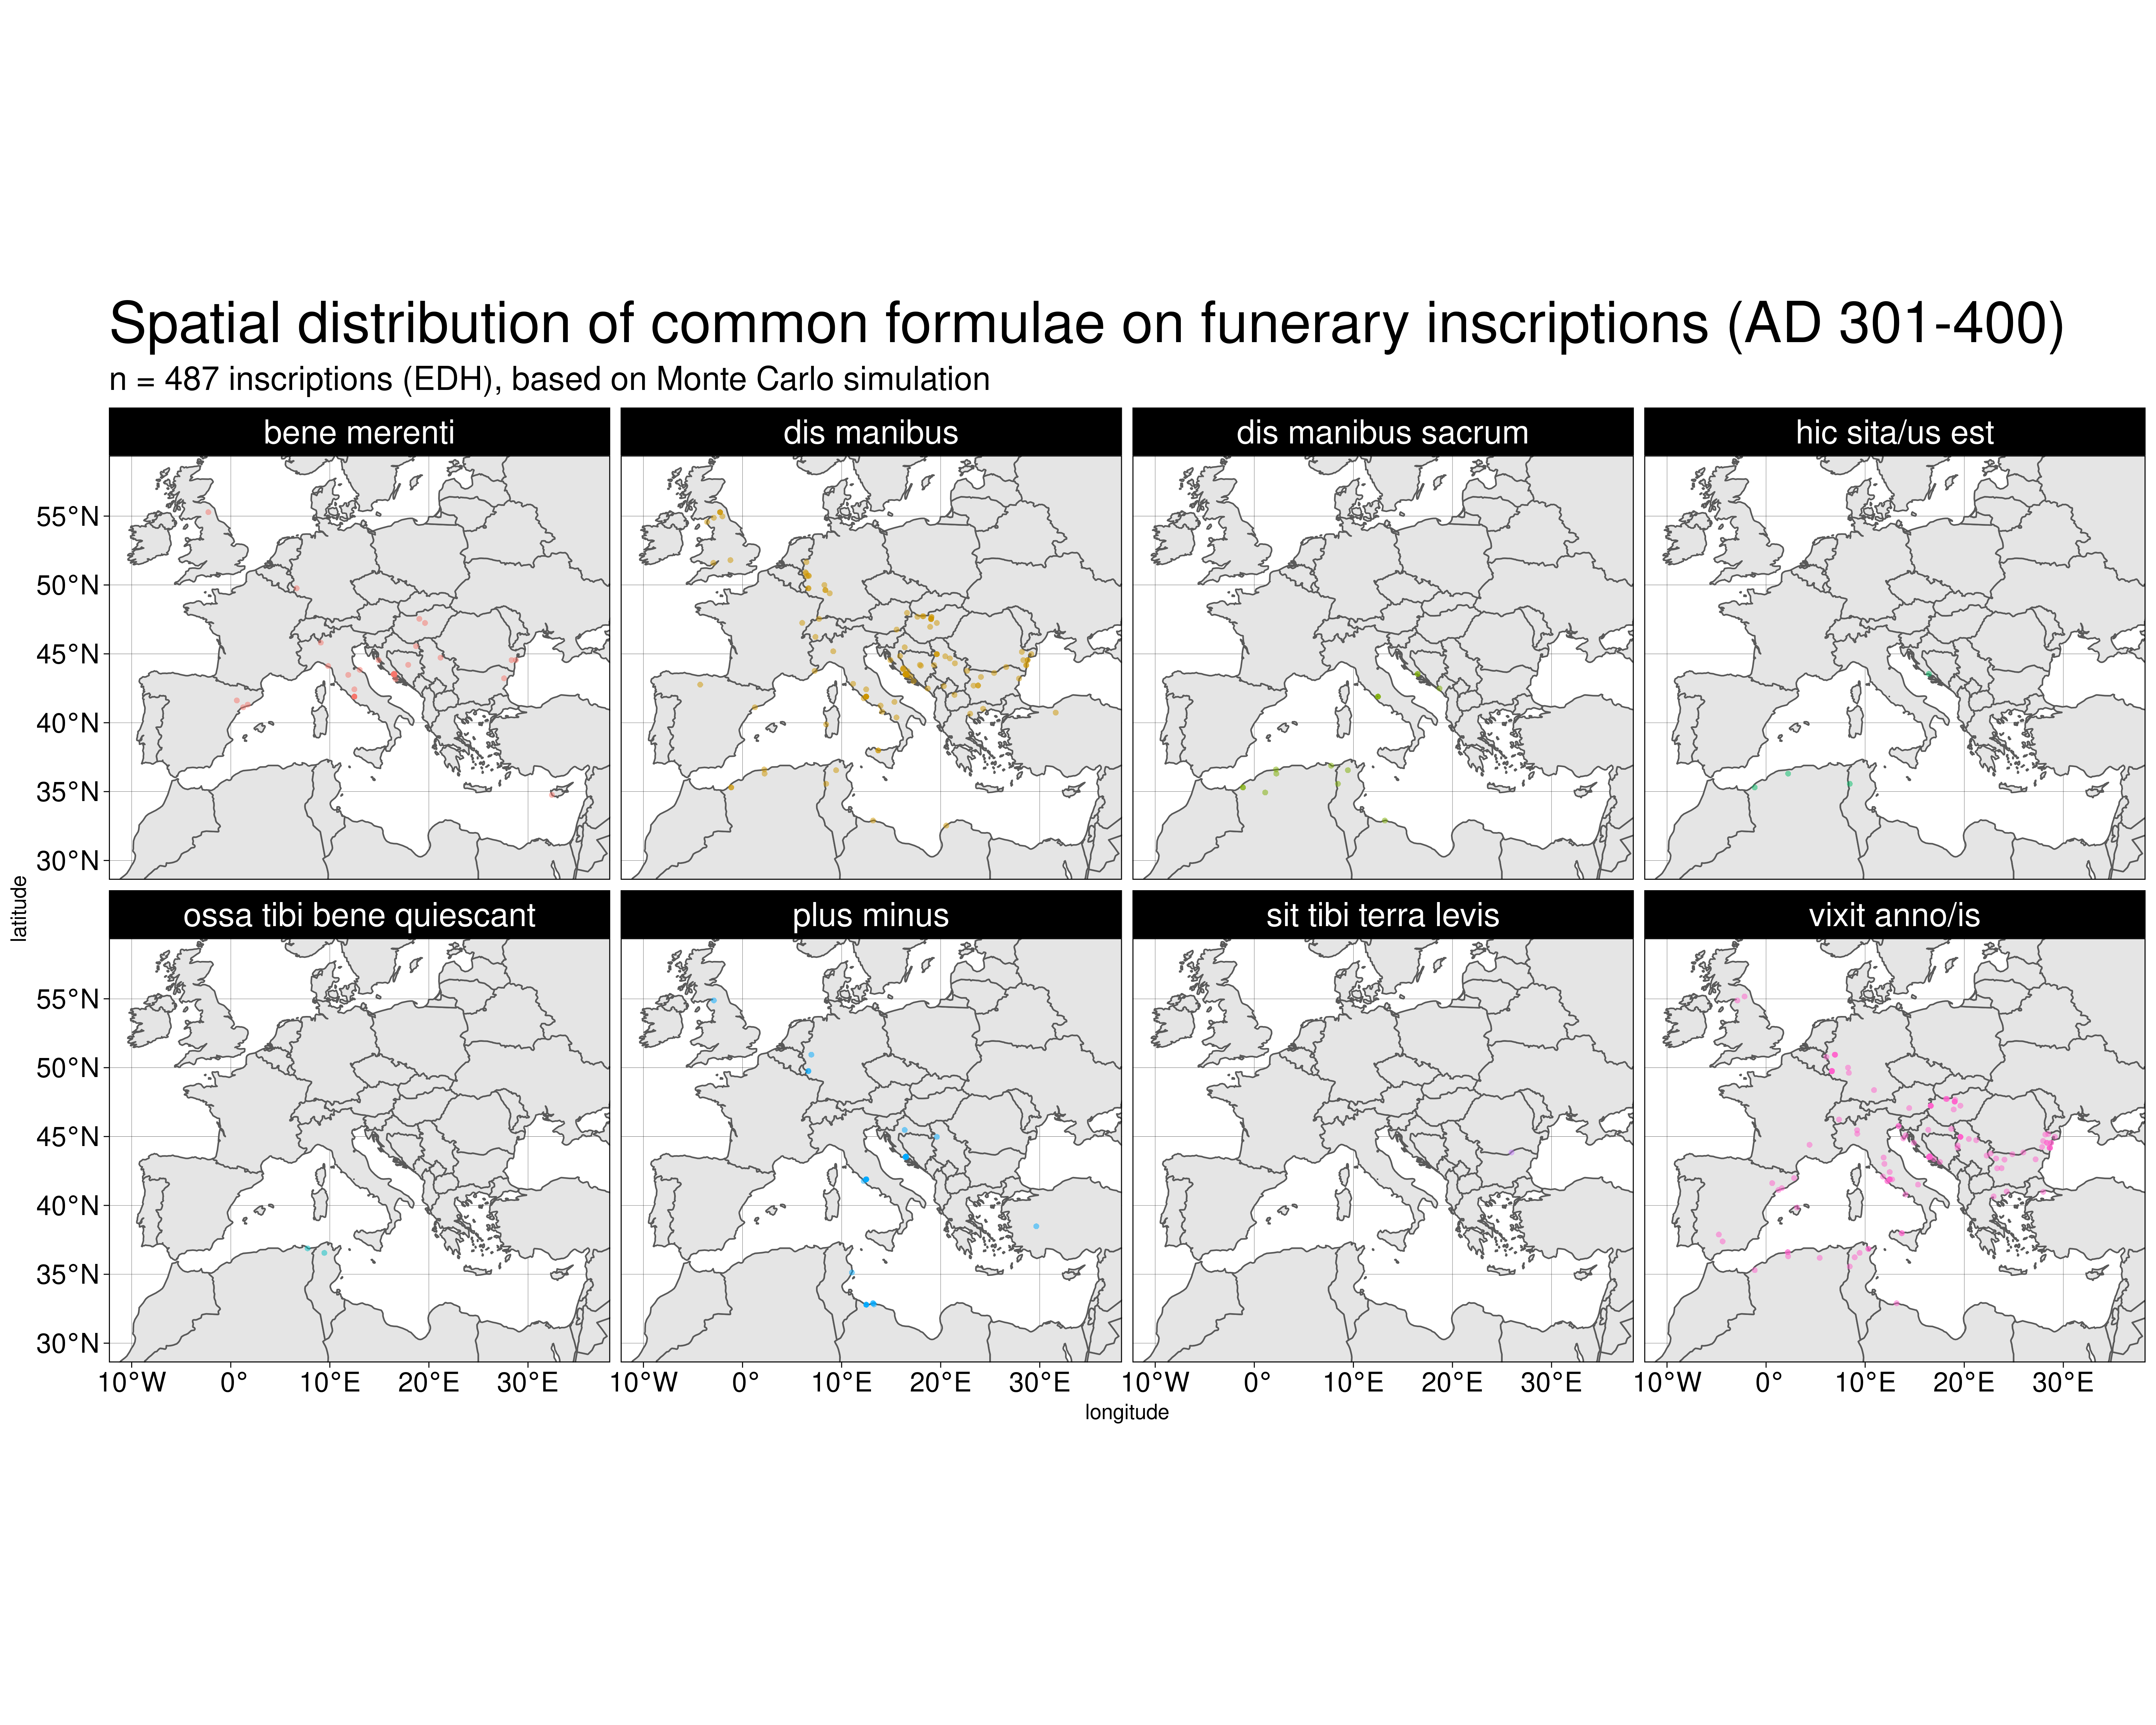 Spatial distribution of common formulae on funerary inscriptions (AD 301-400)
n = 487 inscriptions (EDH), based on Monte Carlo simulation
bene merenti
dis manibus
dis manibus sacrum
hic sita/us est
55°N
50°N
45°N
40°N
35°N
30°N
latitude
ossa tibi bene quiescant
plus minus
sit tibi terra levis
vixit anno/is
55°N
50°N
45°N
40°N
35°N
30°N
10°W 0° 10°E 20°E 30°E 10°W 0° 10°E 20°E 30°E 10°W 0° 10°E 20°E 30°E 10°W 0° 10°E 20°E 30°E
longitude